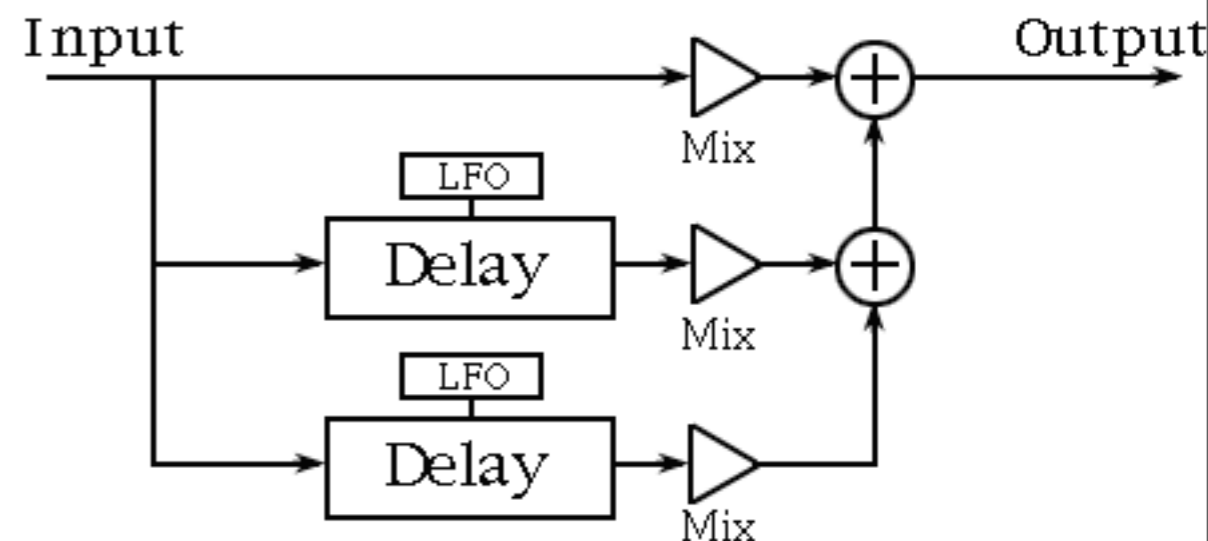 Input
Output
Mix
LFO
Delay
Mix
LFO
Delay
Mix